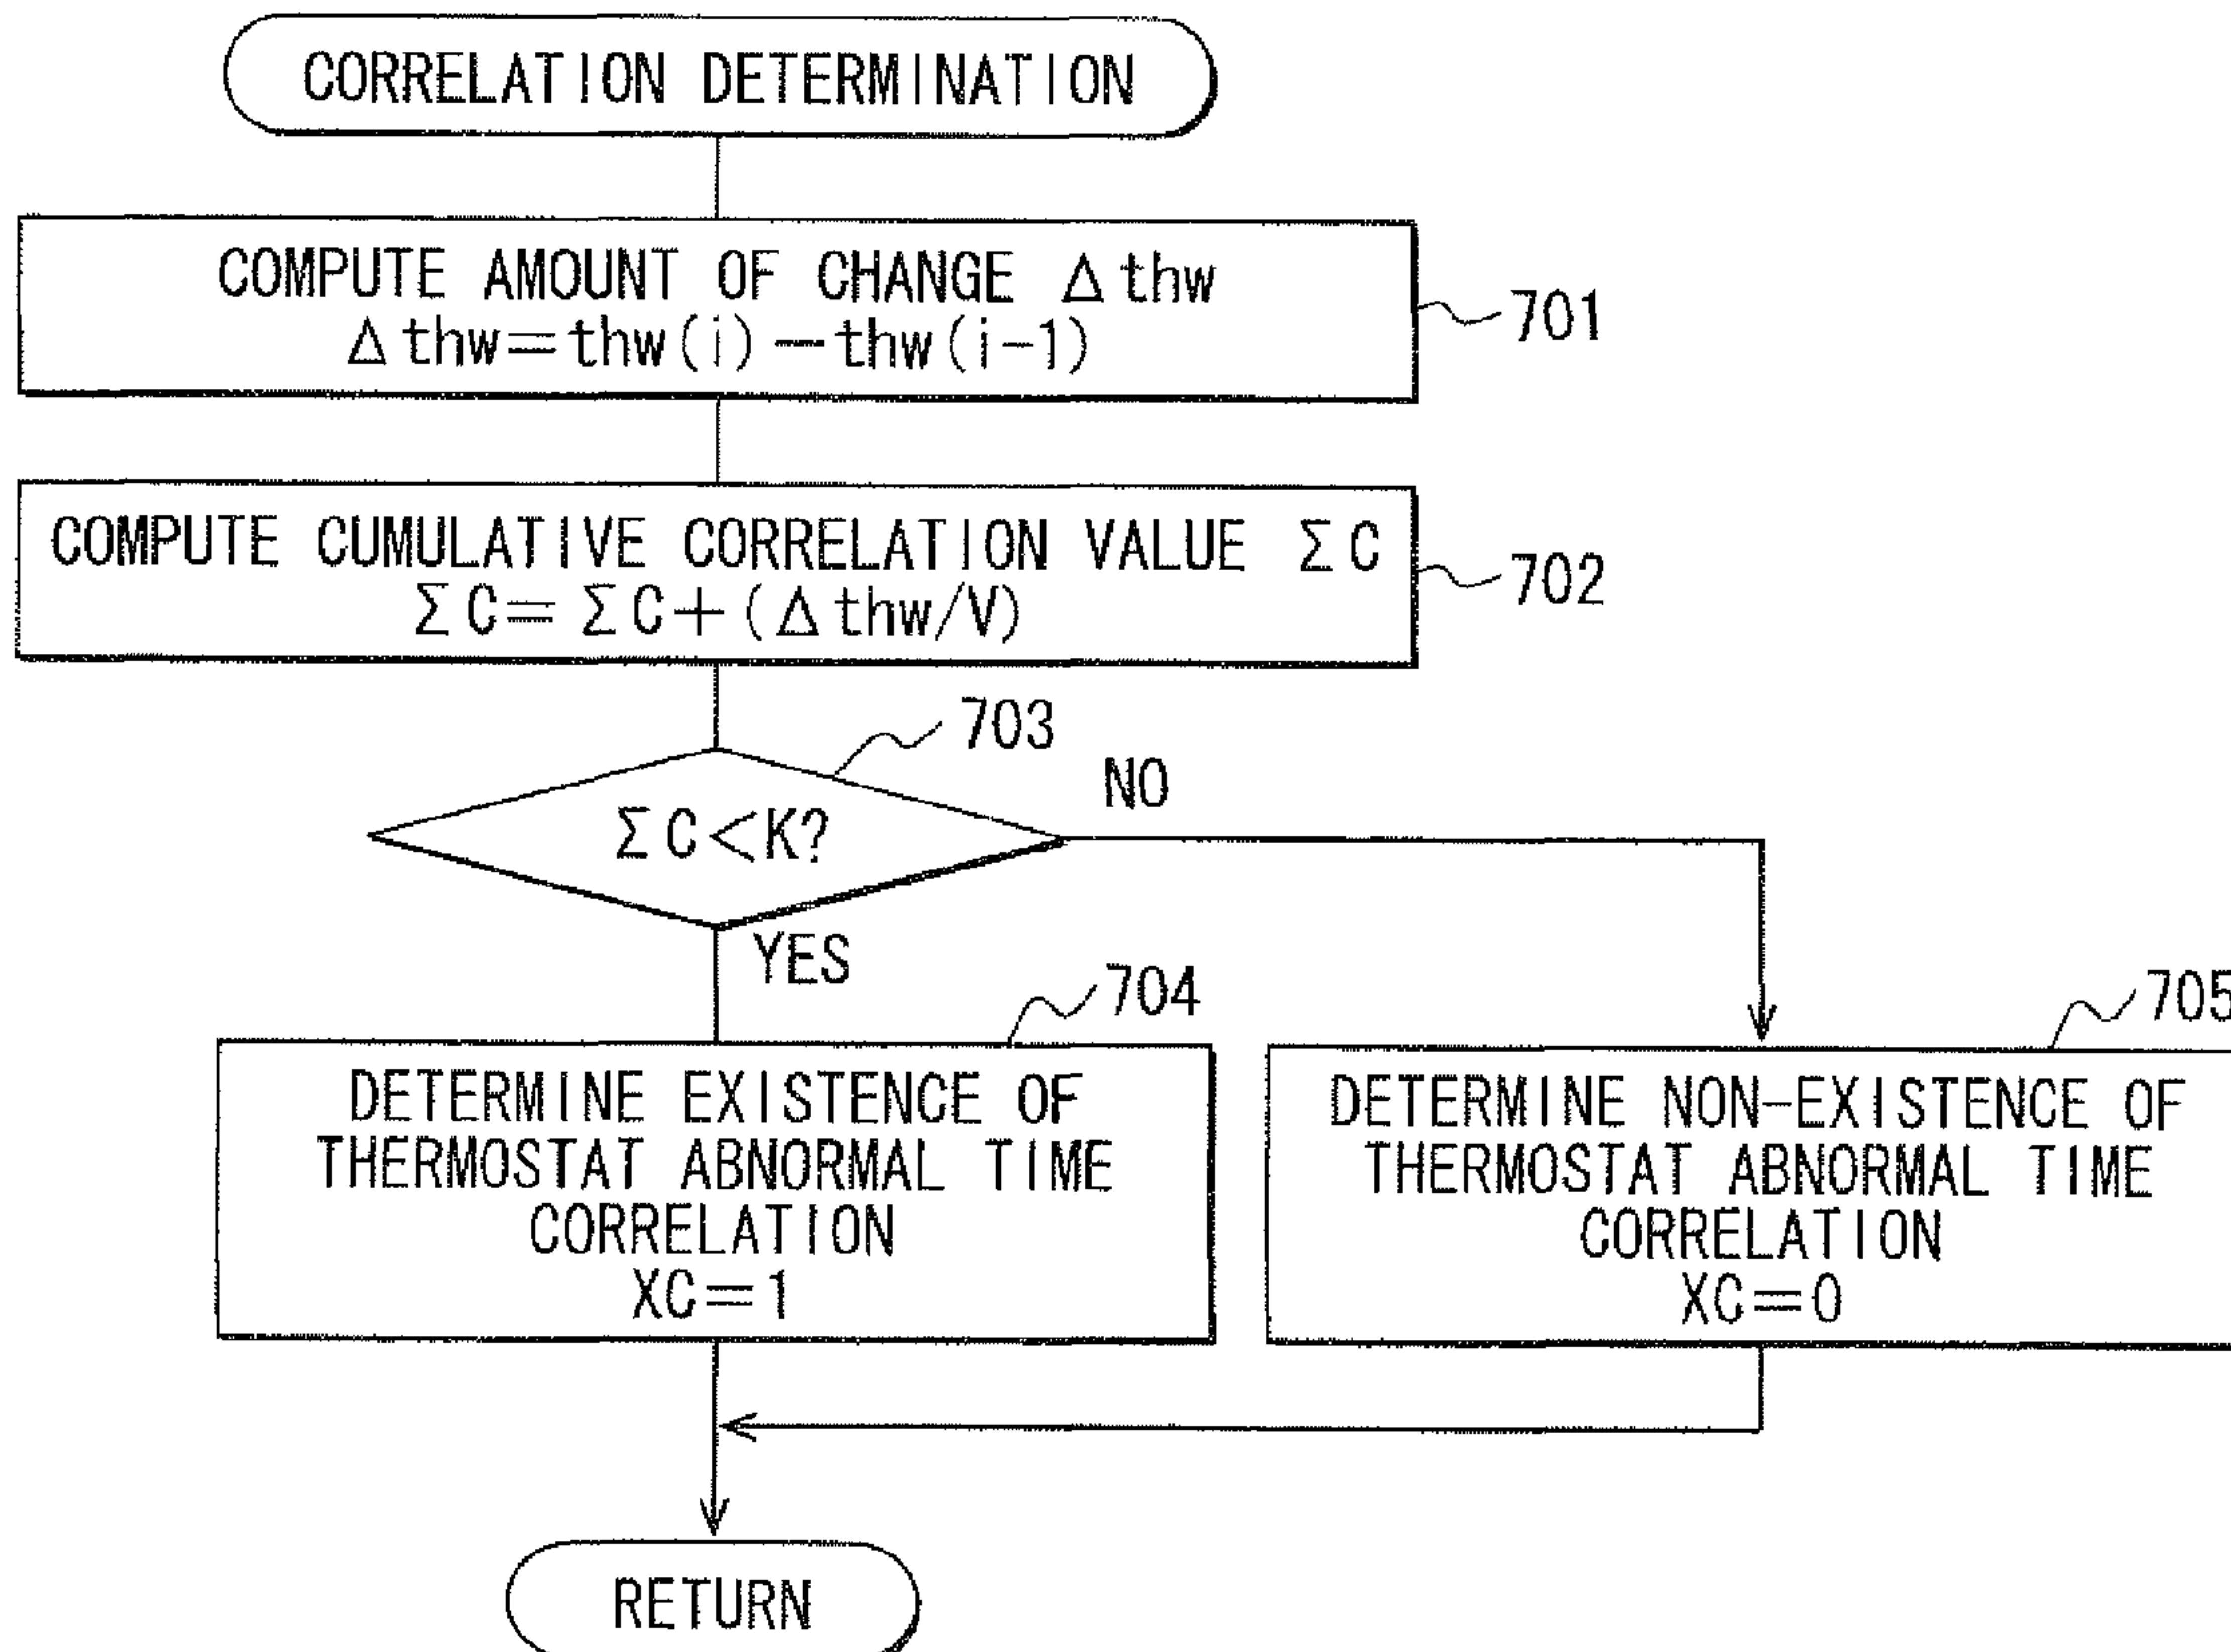 CORRELATION DETERMINATION
COMPUTE AMOUNT OF CHANGE Δthw
Δthw=thw(i)-thw(i-1)
701
COMPUTE CUMULATIVE CORRELATION VALUE ΣC
ΣC=ΣC+(Δthw/V)
702
703
ΣC<K?
NO
YES
704
DETERMINE EXISTENCE OF
THERMOSTAT ABNORMAL TIME
CORRELATION
XC=1
705
DETERMINE NON-EXISTENCE OF
THERMOSTAT ABNORMAL TIME
CORRELATION
XC=0
RETURN